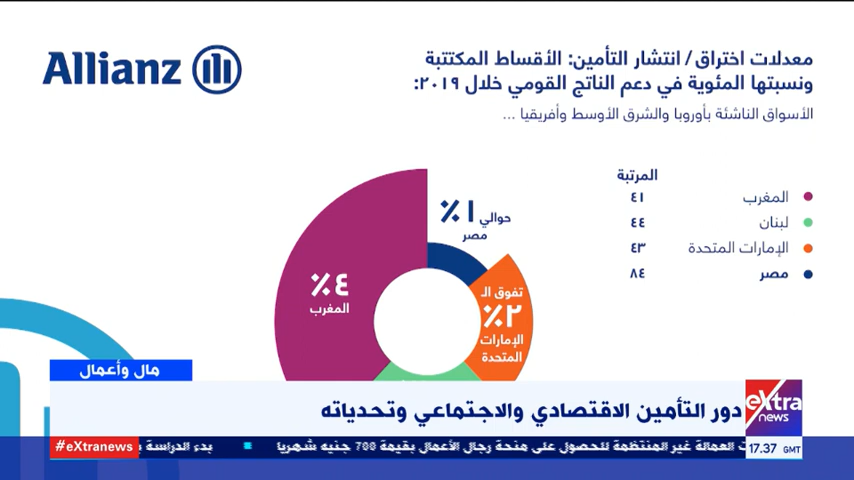 Allianz
معدلات اختراق / انتشار التأمين: الأقساط المكتتبة
ونسبتها المئوية في دعم الناتج القومي خلال ٢٠١٩:
الأسواق الناشئة بأوروبا والشرق الأوسط وأفريقيا ...
المرتبة
المغرب ٤١
لبنان ٤٤
الإمارات المتحدة ٤٣
مصر ٨٤
حوالي ١٪
مصر
تفوق الـ
٢٪
الإمارات
المتحدة
٤٪
المغرب
مال وأعمال
دور التأمين الاقتصادي والاجتماعي وتحدياته
eXtra
news
#eXtranews
ت العمالة غير المنتظمة للحصول على منحة رجال الأعمال بقيمة 700 جنيه شهريا
بدء الدراسة
17.37 GMT